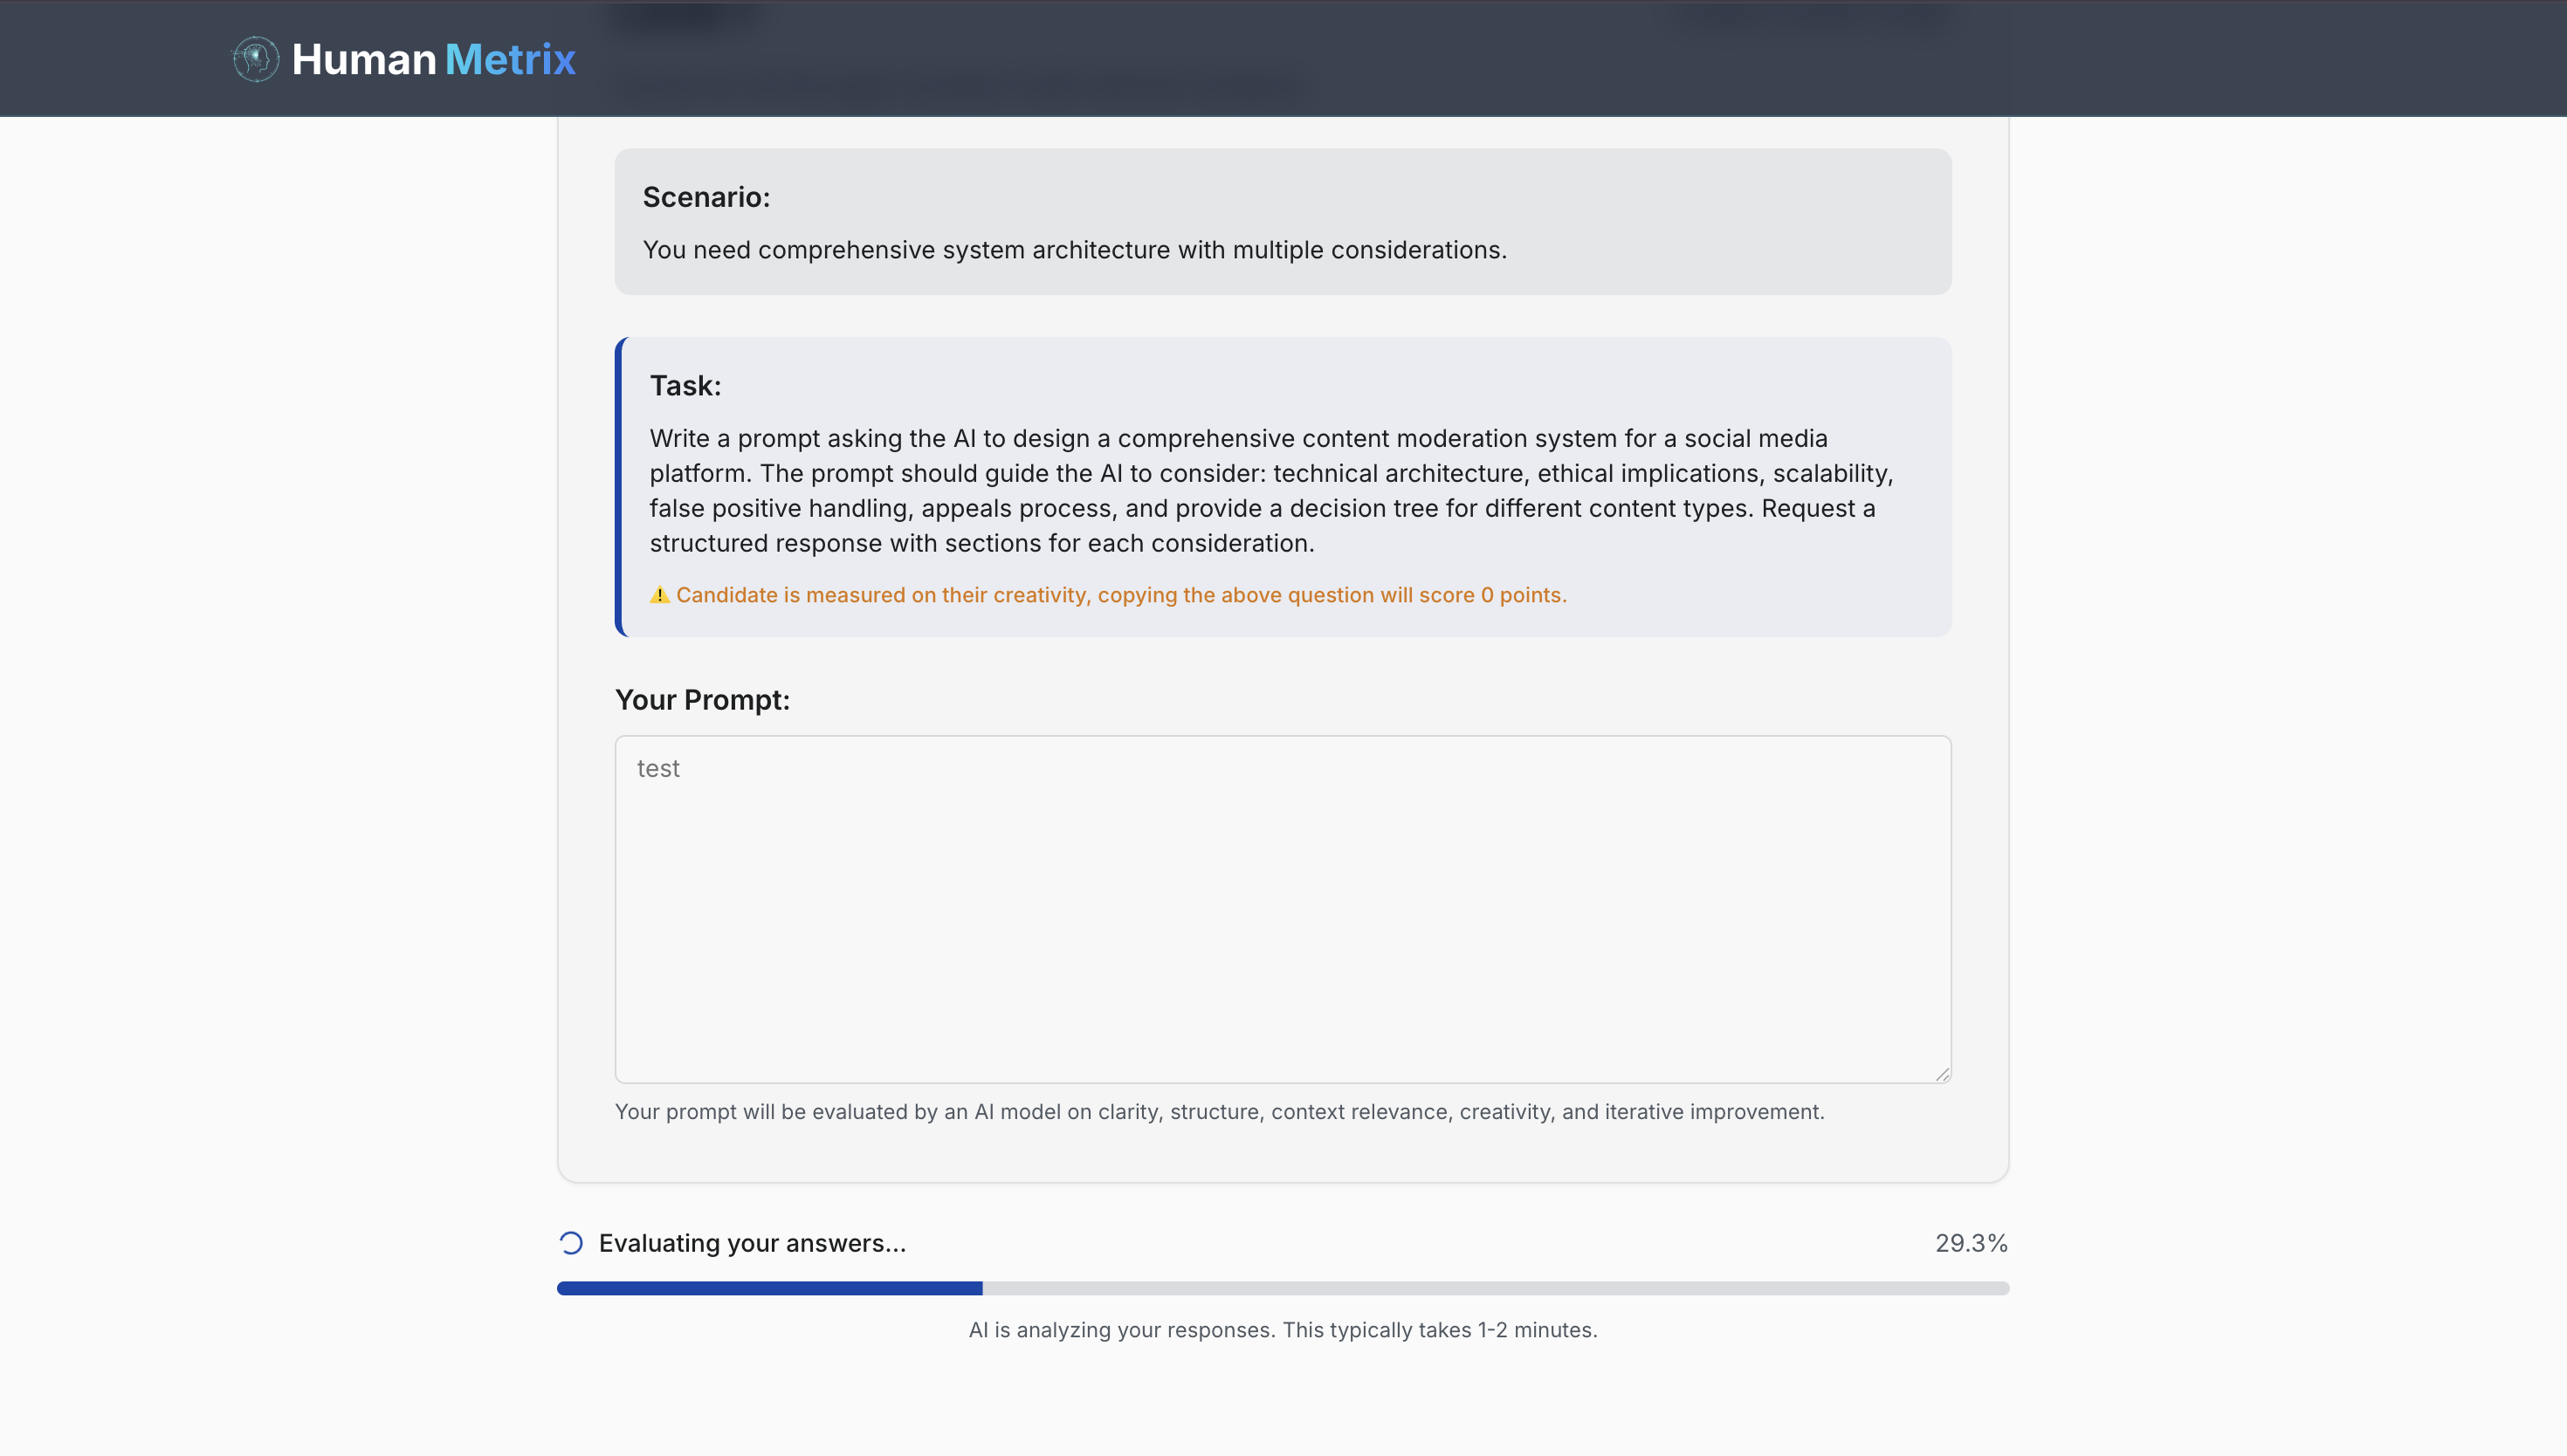 Human Metrix
Scenario:
You need comprehensive system architecture with multiple considerations.
Task:
Write a prompt asking the AI to design a comprehensive content moderation system for a social media
platform. The prompt should guide the AI to consider: technical architecture, ethical implications, scalability,
false positive handling, appeals process, and provide a decision tree for different content types. Request a
structured response with sections for each consideration.
⚠️ Candidate is measured on their creativity, copying the above question will score 0 points.
Your Prompt:
test
Your prompt will be evaluated by an AI model on clarity, structure, context relevance, creativity, and iterative improvement.
Evaluating your answers...
29.3%
AI is analyzing your responses. This typically takes 1-2 minutes.